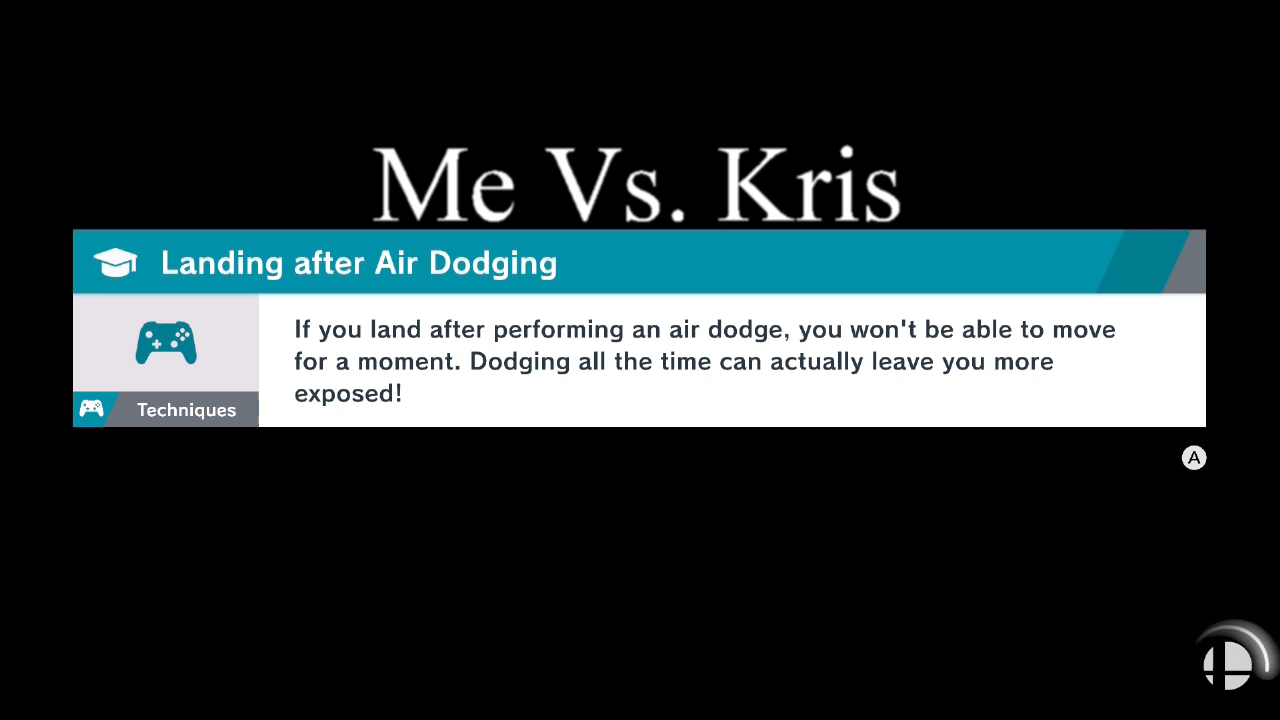 Me Vs. Kris
Landing after Air Dodging
If you land after performing an air dodge, you won't be able to move
for a moment. Dodging all the time can actually leave you more
exposed!
Techniques
A